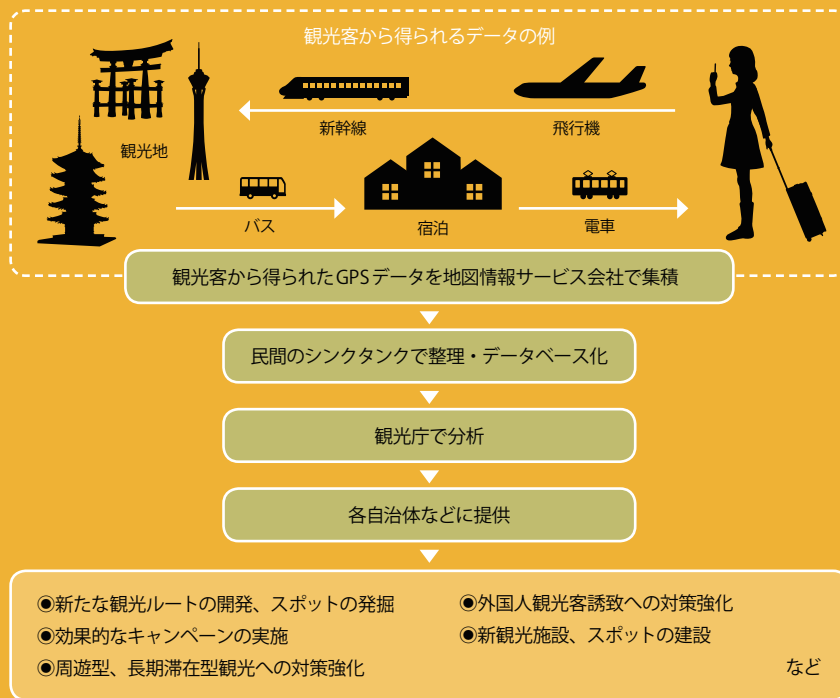 観光客から得られるデータの例
新幹線
飛行機
観光地
バス
宿泊
電車
観光客から得られたGPSデータを地図情報サービス会社で集積
民間のシンクタンクで整理・データベース化
観光庁で分析
各自治体などに提供
◉新たな観光ルートの開発、スポットの発掘
◉効果的なキャンペーンの実施
◉周遊型、長期滞在型観光への対策強化
◉外国人観光客誘致への対策強化
◉新観光施設、スポットの建設
など